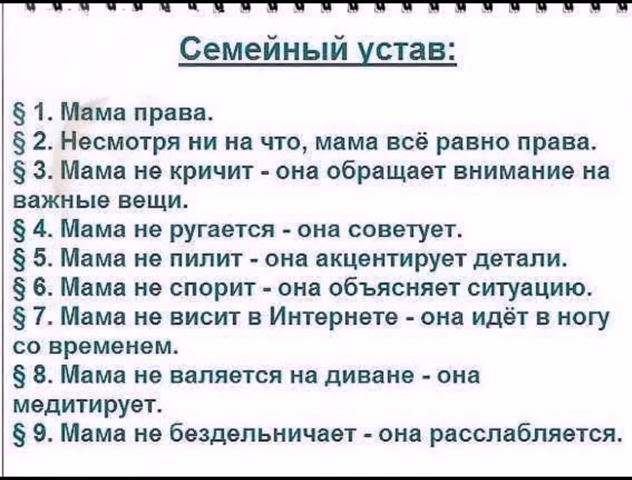 Семейный устав:
§ 1. Мама права.
§ 2. Несмотря ни на что, мама всё равно права.
§ 3. Мама не кричит - она обращает внимание на
важные вещи.
§ 4. Мама не ругается - она советует.
§ 5. Мама не пилит - она акцентирует детали.
§ 6. Мама не спорит - она объясняет ситуацию.
§ 7. Мама не висит в Интернете - она идёт в ногу
со временем.
§ 8. Мама не валяется на диване - она
медитирует.
§ 9. Мама не бездельничает - она расслабляется.